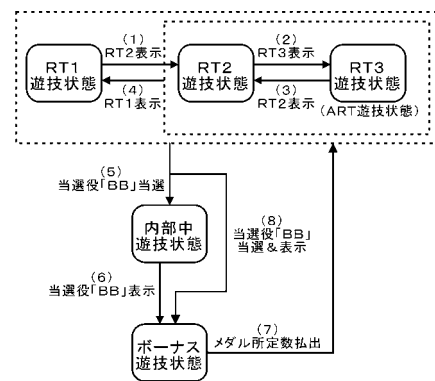 (1)
RT2表示
(2)
RT3表示
RT1
遊技状態
RT2
遊技状態
RT3
遊技状態
(4)
RT1表示
(3)
RT2表示
(ART遊技状態)
(5)
当選役「BB」当選
内部中
遊技状態
(8)
当選役「BB」
当選&表示
(6)
当選役「BB」表示
ボーナス
遊技状態
(7)
メダル所定数払出